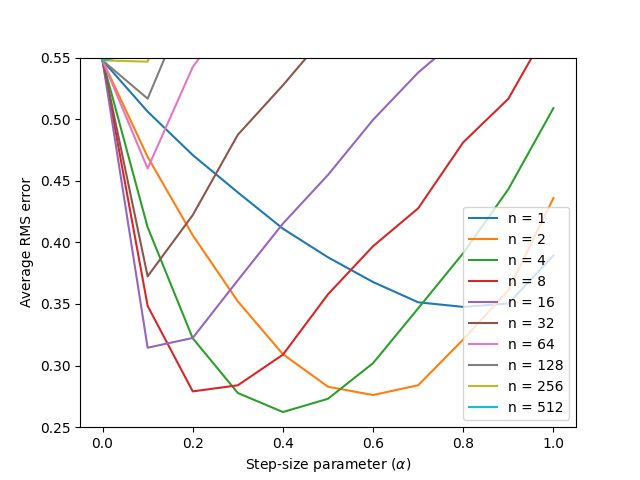 0.55
0.50
0.45
0.40
0.35
0.30
0.25
Average RMS error
n = 1
n = 2
n = 4
n = 8
n = 16
n = 32
n = 64
n = 128
n = 256
n = 512
0.0 0.2 0.4 0.6 0.8 1.0
Step-size parameter (α)